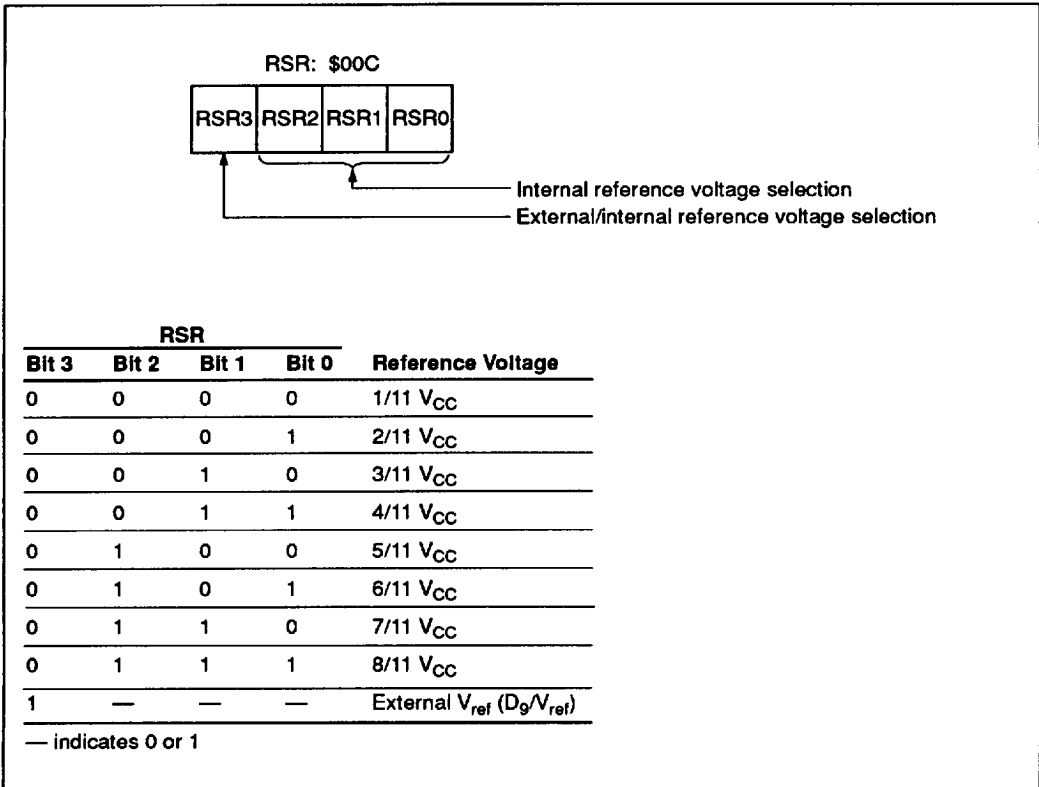 RSR: $00C
RSR3 RSR2 RSR1 RSR0
Internal reference voltage selection
External/internal reference voltage selection
RSR
Bit 3 Bit 2 Bit 1 Bit 0 Reference Voltage
0 0 0 0 1/11 VCC
0 0 0 1 2/11 VCC
0 0 1 0 3/11 VCC
0 0 1 1 4/11 VCC
0 1 0 0 5/11 VCC
0 1 0 1 6/11 VCC
0 1 1 0 7/11 VCC
0 1 1 1 8/11 VCC
1 — — — External Vref (D9/Vref)
— indicates 0 or 1